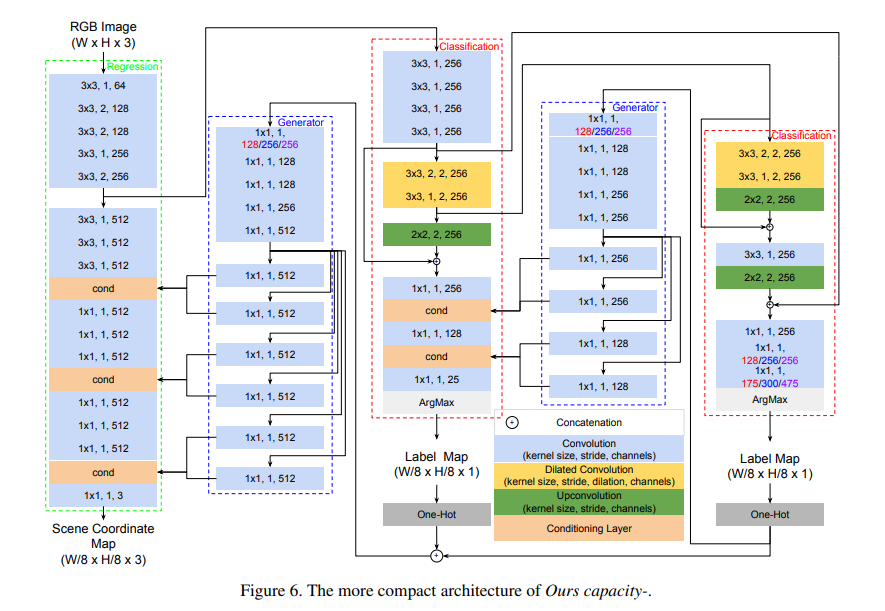 RGB Image
(W x H x 3)
Regression
3x3, 1, 64
3x3, 2, 128
3x3, 2, 128
3x3, 1, 256
3x3, 2, 256
3x3, 1, 512
3x3, 1, 512
3x3, 1, 512
cond
1x1, 1, 512
1x1, 1, 512
1x1, 1, 512
cond
1x1, 1, 512
1x1, 1, 512
1x1, 1, 512
cond
1x1, 1, 3
Scene Coordinate
Map
(W/8 x H/8 x 3)
Generator
1x1, 1,
128/256/256
1x1, 1, 128
1x1, 1, 128
1x1, 1, 256
1x1, 1, 512
1x1, 1, 512
1x1, 1, 512
1x1, 1, 512
1x1, 1, 512
1x1, 1, 512
1x1, 1, 512
Classification
3x3, 1, 256
3x3, 1, 256
3x3, 1, 256
3x3, 1, 256
3x3, 2, 2, 256
3x3, 1, 2, 256
2x2, 2, 256
1x1, 1, 256
cond
1x1, 1, 128
cond
1x1, 1, 25
ArgMax
Label Map
(W/8 x H/8 x 1)
One-Hot
Generator
1x1, 1,
128/256/256
1x1, 1, 128
1x1, 1, 128
1x1, 1, 256
1x1, 1, 256
1x1, 1, 256
1x1, 1, 256
1x1, 1, 128
1x1, 1, 128
Classification
3x3, 2, 2, 256
3x3, 1, 2, 256
2x2, 2, 256
3x3, 1, 256
2x2, 2, 256
1x1, 1, 256
1x1, 1,
128/256/256
1x1, 1,
175/300/475
ArgMax
Label Map
(W/8 x H/8 x 1)
One-Hot
Concatenation
Convolution
(kernel size, stride, channels)
Dilated Convolution
(kernel size, stride, dilation, channels)
Upconvolution
(kernel size, stride, channels)
Conditioning Layer
Figure 6. The more compact architecture of Ours capacity-.